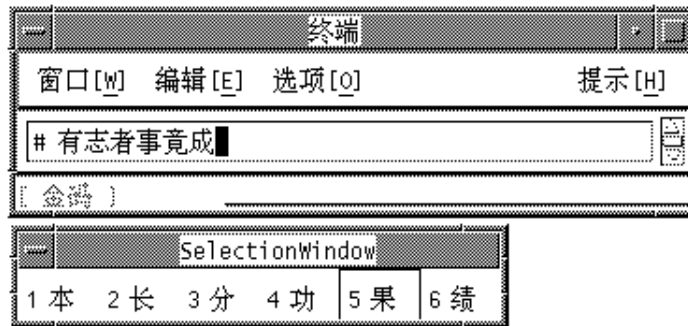 终端
窗口[W] 编辑[E] 选项[O] 提示[H]
# 有志者事竟成
SelectionWindow
1 本 2 长 3 分 4 功 5 果 6 绩